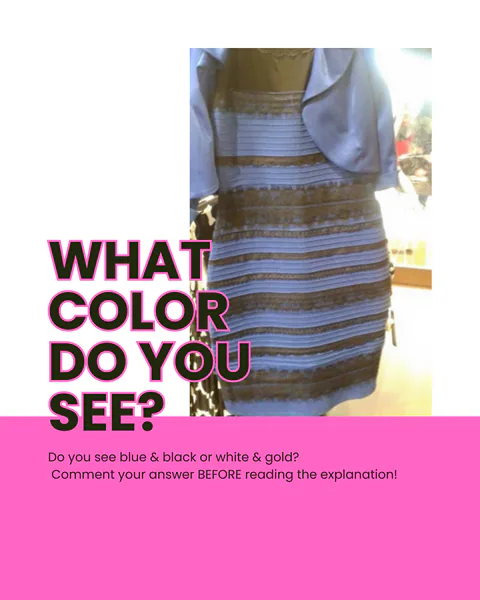 WHAT
COLOR
DO YOU
SEE?
Do you see blue & black or white & gold?
Comment your answer BEFORE reading the explanation!